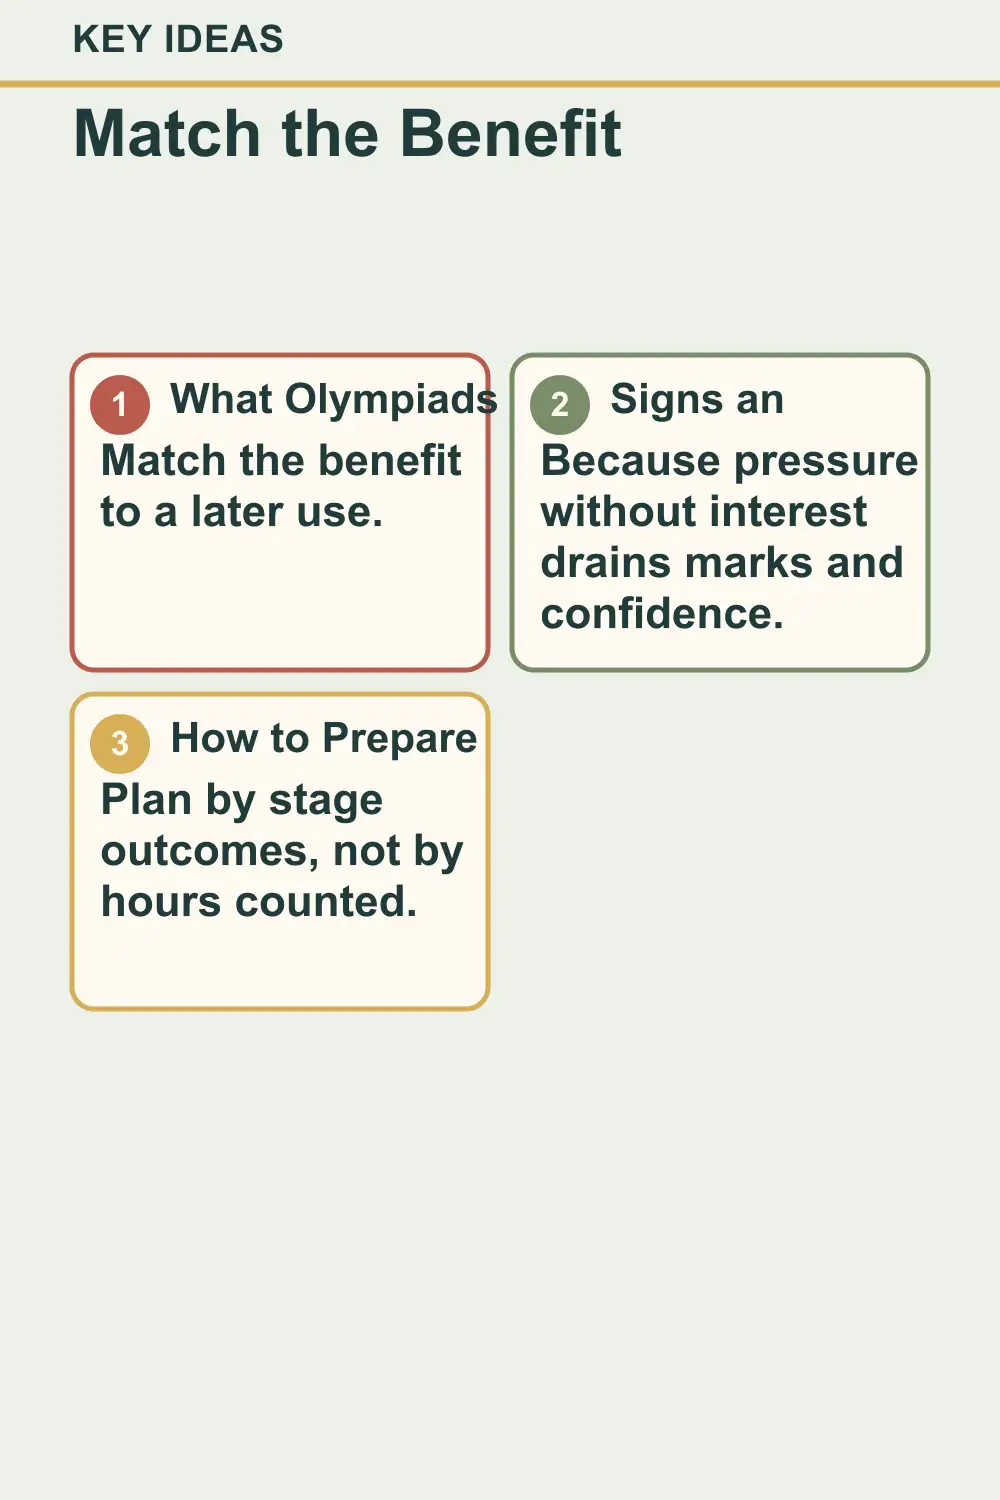 KEY IDEAS
Match the Benefit
1 What Olympiads
Match the benefit
to a later use.
2 Signs an
Because pressure
without interest
drains marks and
confidence.
3 How to Prepare
Plan by stage
outcomes, not by
hours counted.